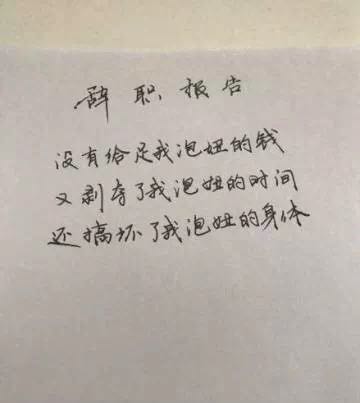 辞职报告
没有给足我泡妞的钱
又剥夺了我泡妞的时间
还搞坏了我泡妞的身体